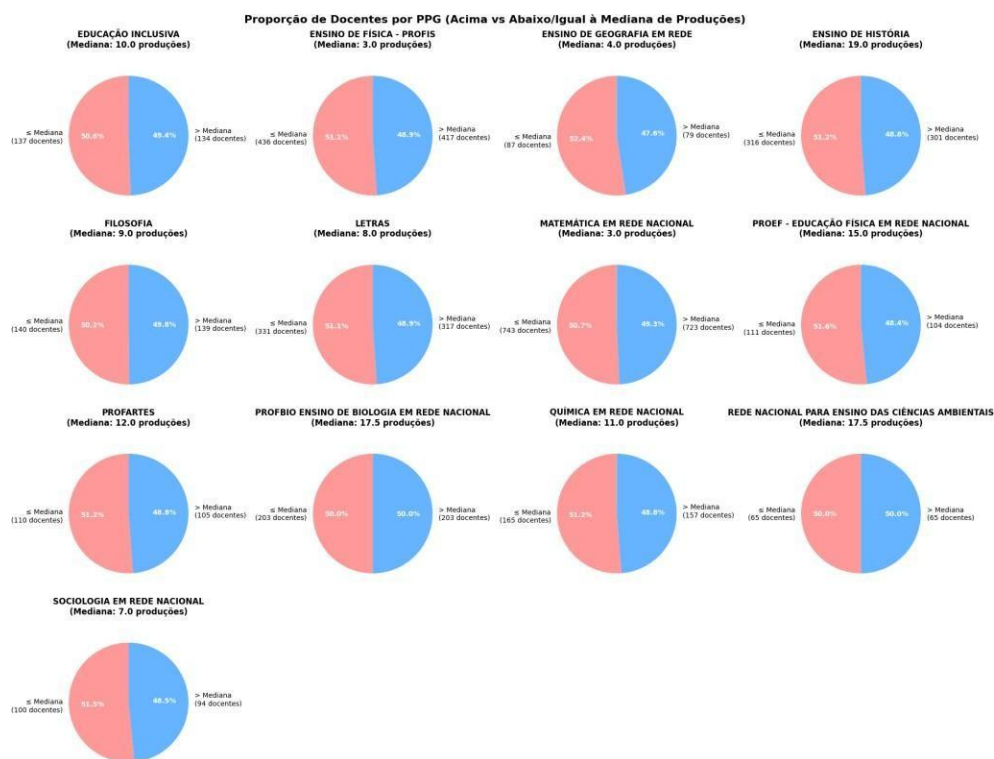 Proporção de Docentes por PPG (Acima vs Abaixo/Igual à Mediana de Produções)
EDUCAÇÃO INCLUSIVA
(Mediana: 10.0 produções)
≤ Mediana
(137 docentes)
50.6%
49.4%
> Mediana
(134 docentes)
ENSINO DE FÍSICA - PROFIS
(Mediana: 3.0 produções)
≤ Mediana
(436 docentes)
51.1%
48.9%
> Mediana
(417 docentes)
ENSINO DE GEOGRAFIA EM REDE
(Mediana: 4.0 produções)
≤ Mediana
(87 docentes)
52.4%
47.6%
> Mediana
(79 docentes)
ENSINO DE HISTÓRIA
(Mediana: 19.0 produções)
≤ Mediana
(316 docentes)
51.2%
48.8%
> Mediana
(301 docentes)
FILOSOFIA
(Mediana: 9.0 produções)
≤ Mediana
(140 docentes)
50.2%
49.8%
> Mediana
(139 docentes)
LETRAS
(Mediana: 8.0 produções)
≤ Mediana
(331 docentes)
51.1%
48.9%
> Mediana
(317 docentes)
MATEMÁTICA EM REDE NACIONAL
(Mediana: 3.0 produções)
≤ Mediana
(743 docentes)
50.7%
49.3%
> Mediana
(723 docentes)
PROEF - EDUCAÇÃO FÍSICA EM REDE NACIONAL
(Mediana: 15.0 produções)
≤ Mediana
(111 docentes)
51.6%
48.4%
> Mediana
(104 docentes)
PROFARTES
(Mediana: 12.0 produções)
≤ Mediana
(110 docentes)
51.2%
48.8%
> Mediana
(105 docentes)
PROFBIO ENSINO DE BIOLOGIA EM REDE NACIONAL
(Mediana: 17.5 produções)
≤ Mediana
(203 docentes)
50.0%
50.0%
> Mediana
(203 docentes)
QUÍMICA EM REDE NACIONAL
(Mediana: 11.0 produções)
≤ Mediana
(165 docentes)
51.2%
48.8%
> Mediana
(157 docentes)
REDE NACIONAL PARA ENSINO DAS CIÊNCIAS AMBIENTAIS
(Mediana: 17.5 produções)
≤ Mediana
(65 docentes)
50.0%
50.0%
> Mediana
(65 docentes)
SOCIOLOGIA EM REDE NACIONAL
(Mediana: 7.0 produções)
≤ Mediana
(100 docentes)
51.5%
48.5%
> Mediana
(94 docentes)